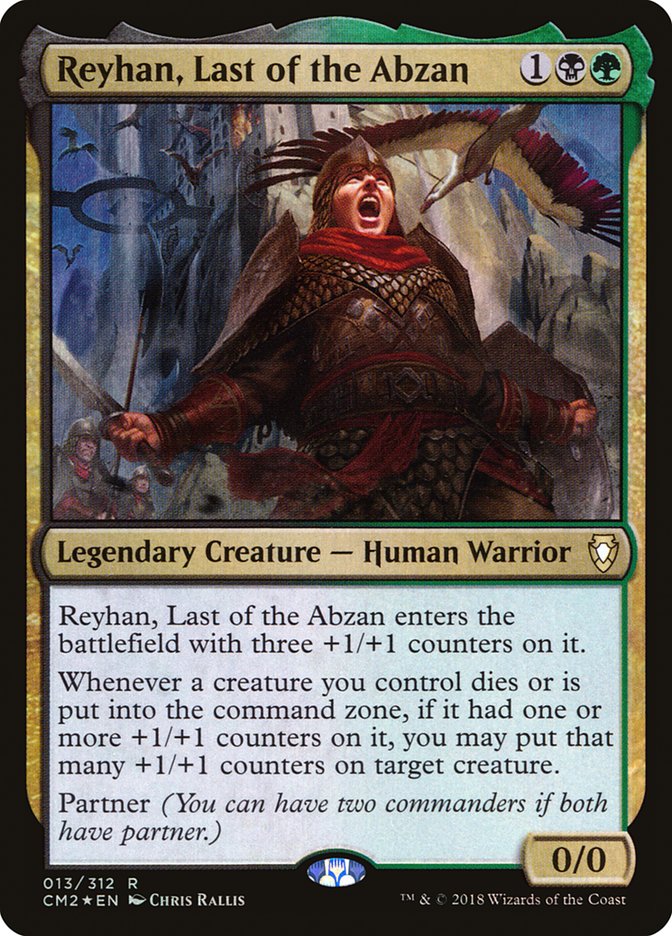 Reyhan, Last of the Abzan 1
Legendary Creature — Human Warrior
Reyhan, Last of the Abzan enters the
battlefield with three +1/+1 counters on it.
Whenever a creature you control dies or is
put into the command zone, if it had one or
more +1/+1 counters on it, you may put that
many +1/+1 counters on target creature.
Partner (You can have two commanders if both
have partner.)
0/0
013/312 R
CM2★EN Chris Rallis
™ & © 2018 Wizards of the Coast